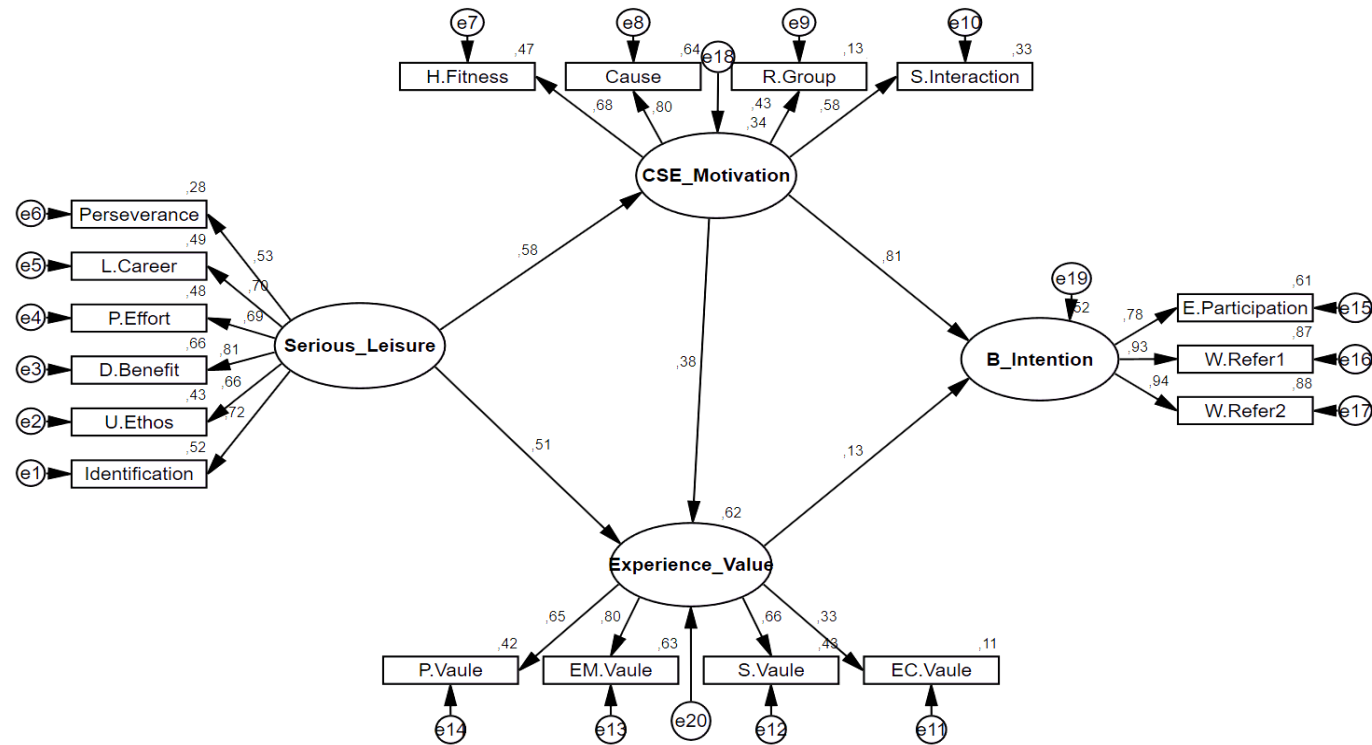 e7
e8
e9
e10
,47
,64
e18
,13
,33
H.Fitness
Cause
R.Group
S.Interaction
,68
,80
,43
,58
,34
CSE_Motivation
,28
e6
Perseverance
,49
,53
e5
L.Career
,58
,81
,48
,70
e19
,61
e4
P.Effort
,69
,52
,78
E.Participation
e15
,66
,81
Serious_Leisure
,87
e3
D.Benefit
,38
B_Intention
,93
W.Refer1
e16
,43
,66
,94
,88
e2
U.Ethos
,72
W.Refer2
e17
,52
,51
,13
e1
Identification
,62
Experience_Value
,65
,80
,66
,33
,42
,63
,43
,11
P.Vaule
EM.Vaule
S.Vaule
EC.Vaule
e14
e13
e20
e12
e11